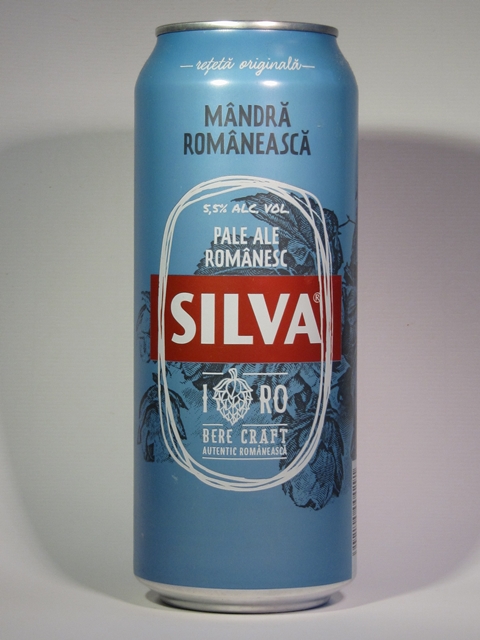 rețetă originală
MÂNDRĂ
ROMÂNEASCĂ
5,5% ALC. VOL.
PALE ALE
ROMÂNESC
SILVA®
I RO
BERE CRAFT
AUTENTIC ROMÂNEASCĂ